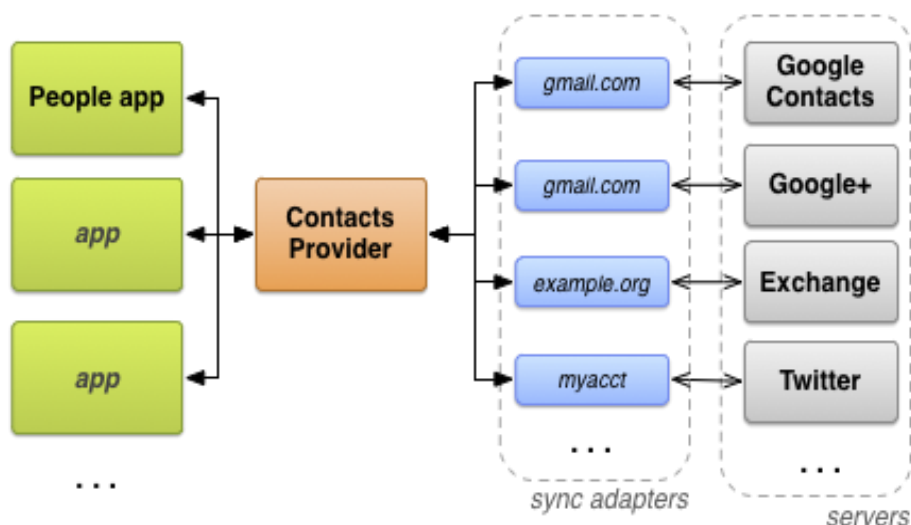 People app
app
app
. . .
Contacts
Provider
gmail.com
gmail.com
example.org
myacct
. . .
sync adapters
Google
Contacts
Google+
Exchange
Twitter
. . .
servers